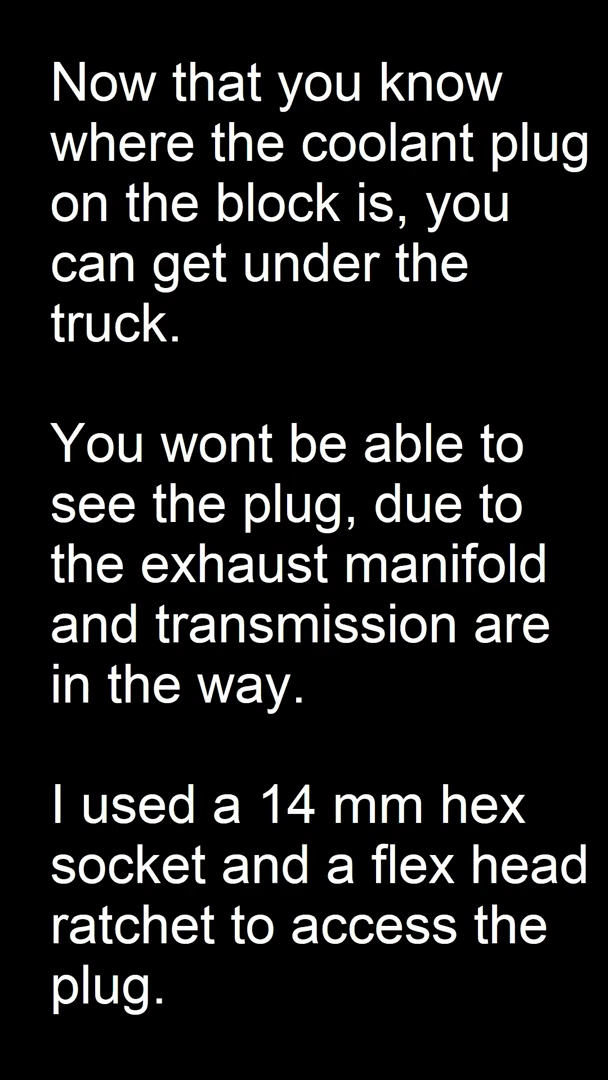 Now that you know
where the coolant plug
on the block is, you
can get under the
truck.
You wont be able to
see the plug, due to
the exhaust manifold
and transmission are
in the way.
I used a 14 mm hex
socket and a flex head
ratchet to access the
plug.